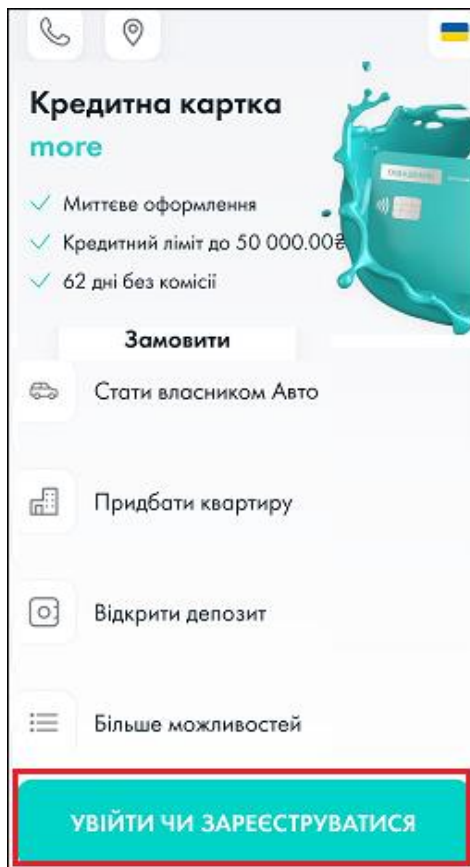 Кредитна картка
more
Миттєве оформлення
Кредитний ліміт до 50 000.00₴
62 дні без комісії
Замовити
Стати власником Авто
Придбати квартиру
Відкрити депозит
Більше можливостей
УВІЙТИ ЧИ ЗАРЕЄСТРУВАТИСЯ